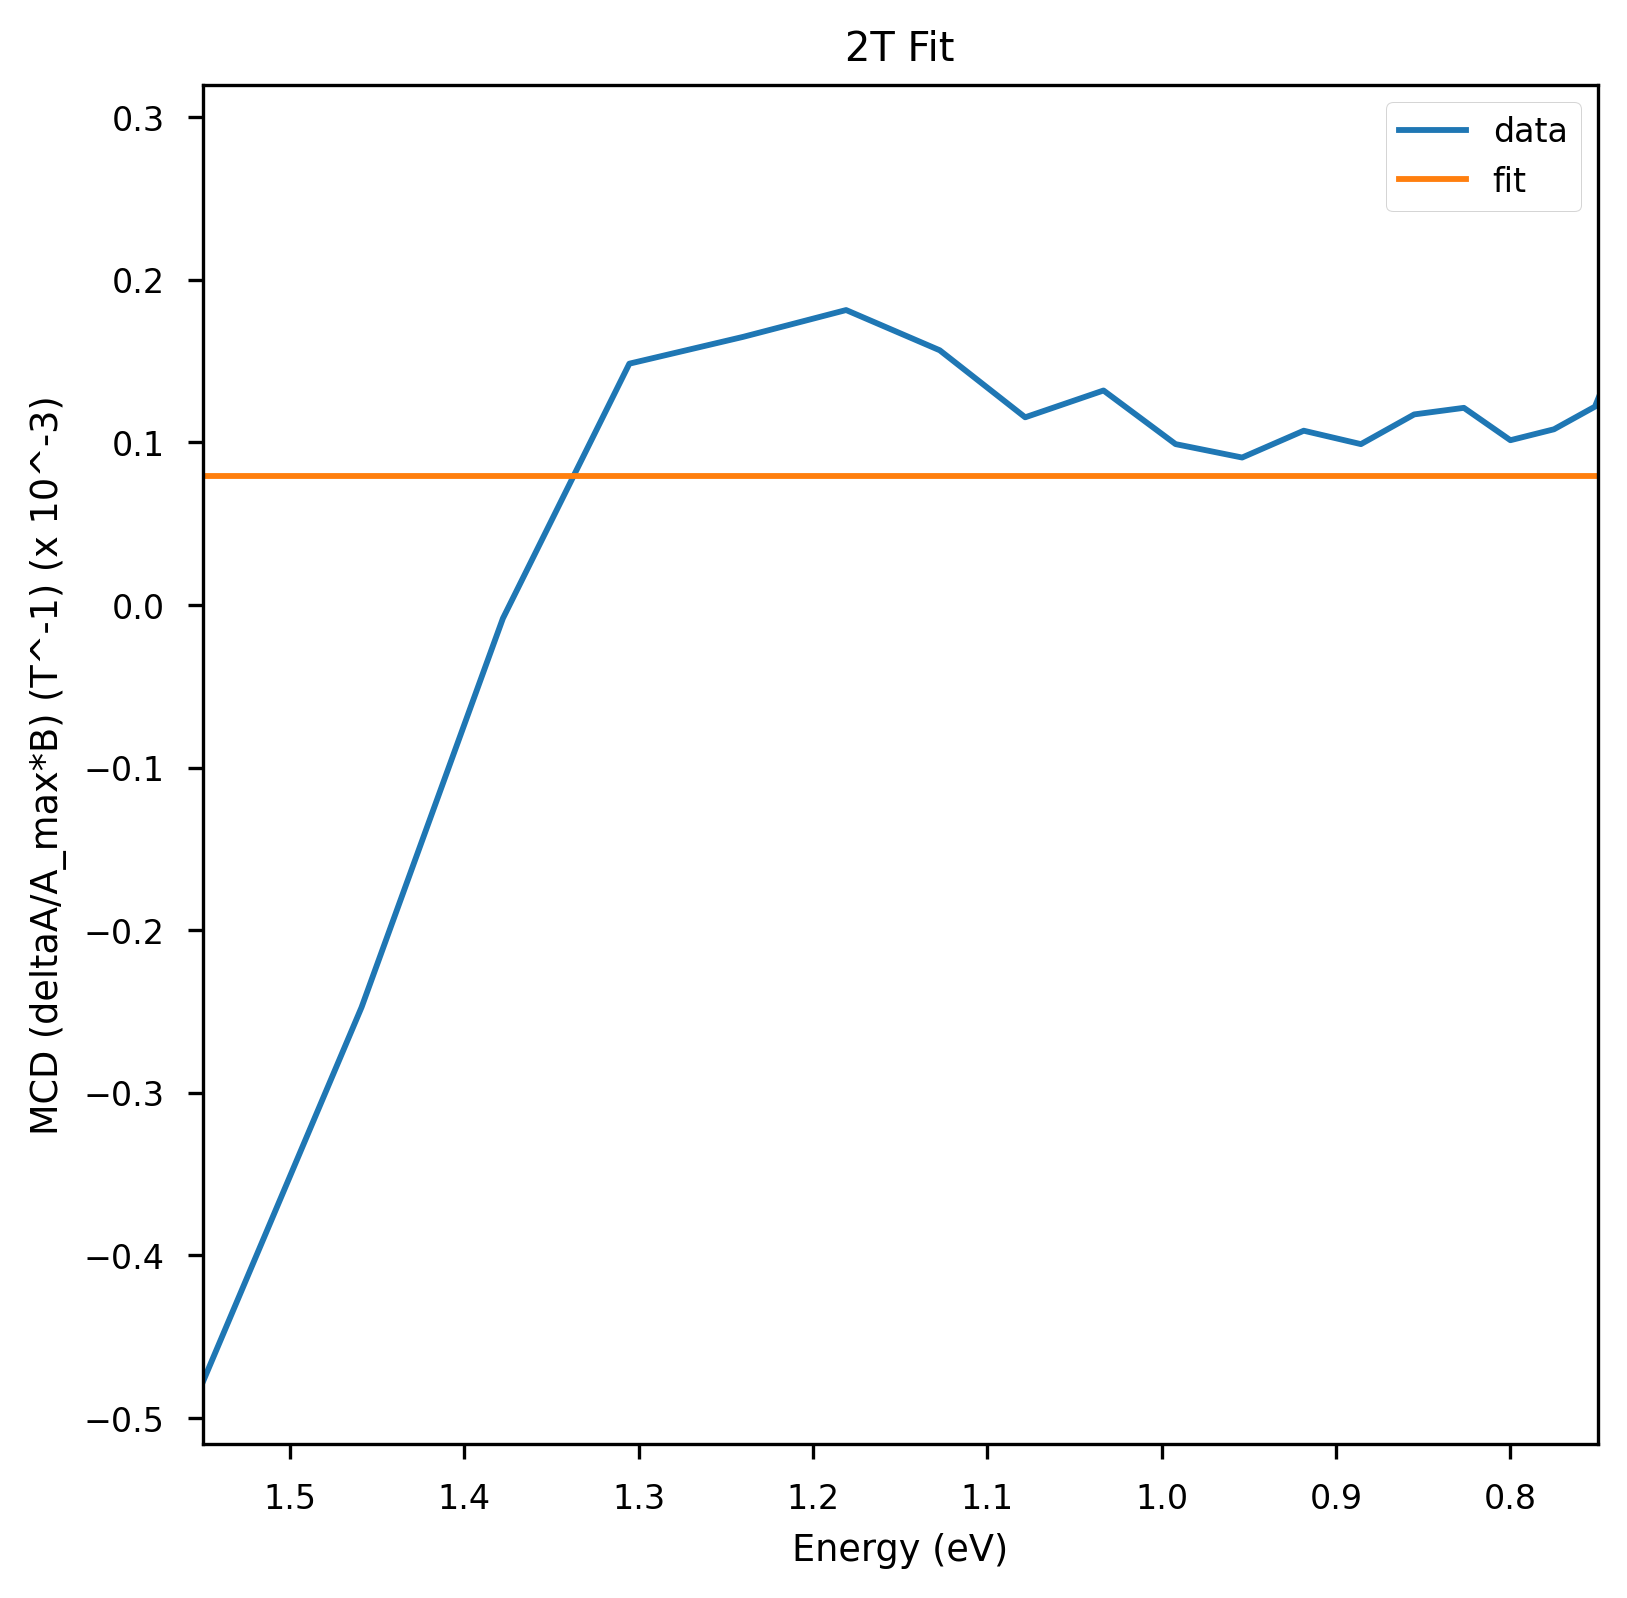 2T Fit
data
fit
0.3
0.2
0.1
0.0
−0.1
−0.2
−0.3
−0.4
−0.5
MCD (deltaA/A_max*B) (T^-1) (x 10^-3)
1.5 1.4 1.3 1.2 1.1 1.0 0.9 0.8
Energy (eV)